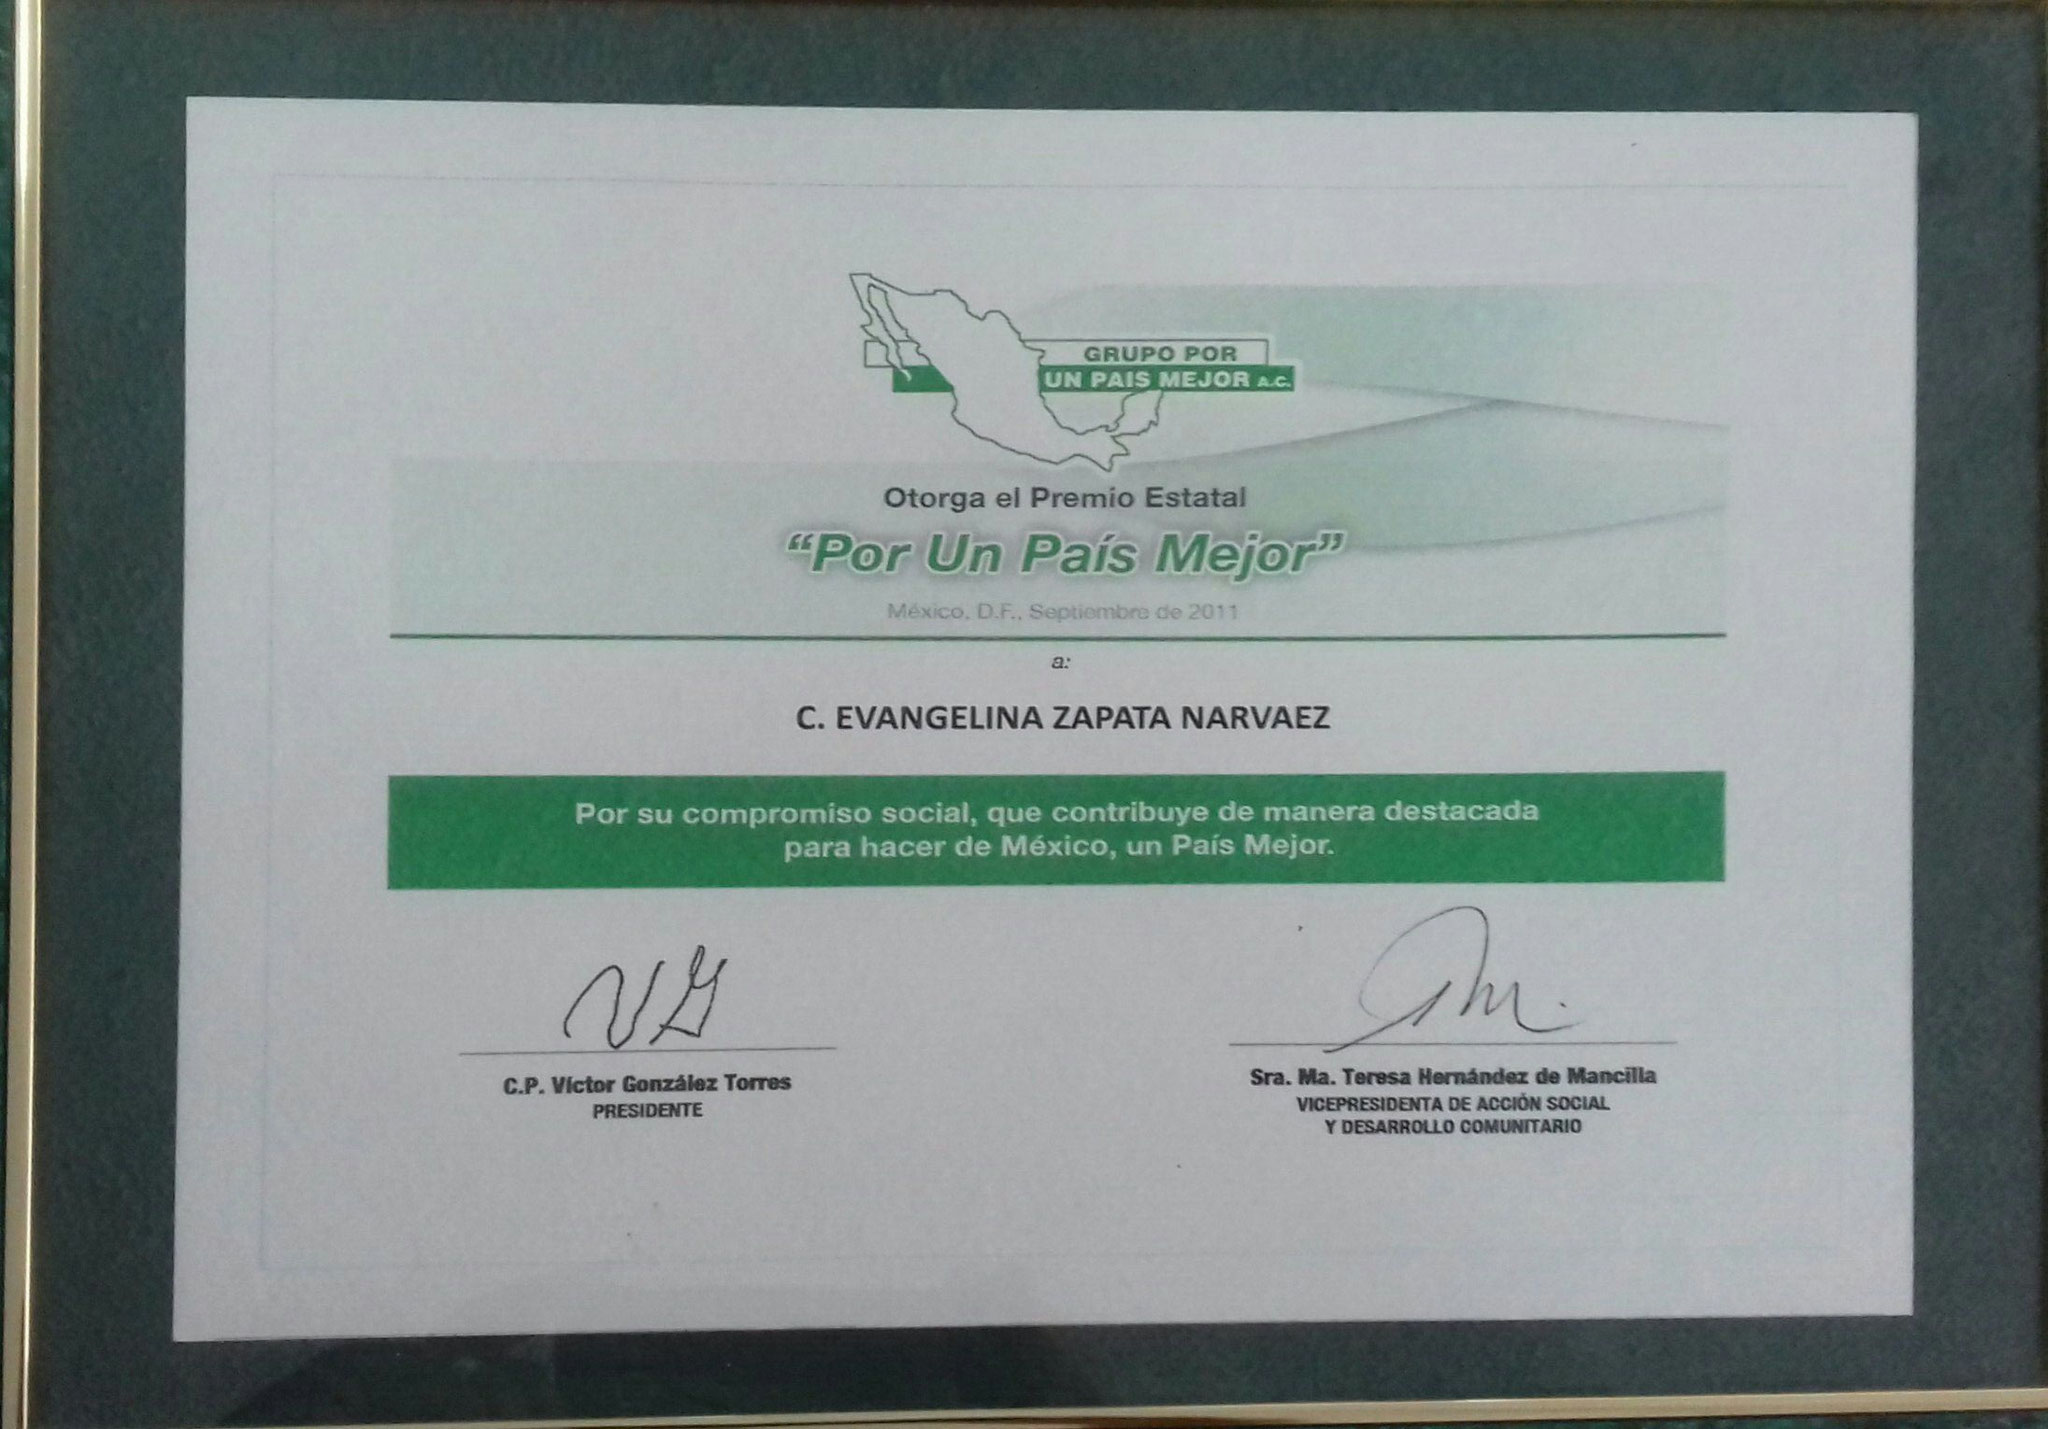 GRUPO POR
UN PAIS MEJOR A.C.
Otorga el Premio Estatal
“Por Un País Mejor”
México, D.F., Septiembre de 2011
a:
C. EVANGELINA ZAPATA NARVAEZ
Por su compromiso social, que contribuye de manera destacada
para hacer de México, un País Mejor.
C.P. Víctor González Torres
PRESIDENTE
Sra. Ma. Teresa Hernández de Mancilla
VICEPRESIDENTA DE ACCIÓN SOCIAL
Y DESARROLLO COMUNITARIO